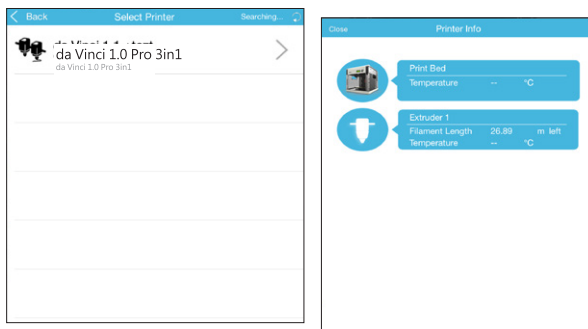 Back Select Printer Searching...
da Vinci 1.0 Pro 3in1
da Vinci 1.0 Pro 3in1
Close Printer Info
Print Bed
Temperature -- °C
Extruder 1
Filament Length 26.89 m left
Temperature -- °C